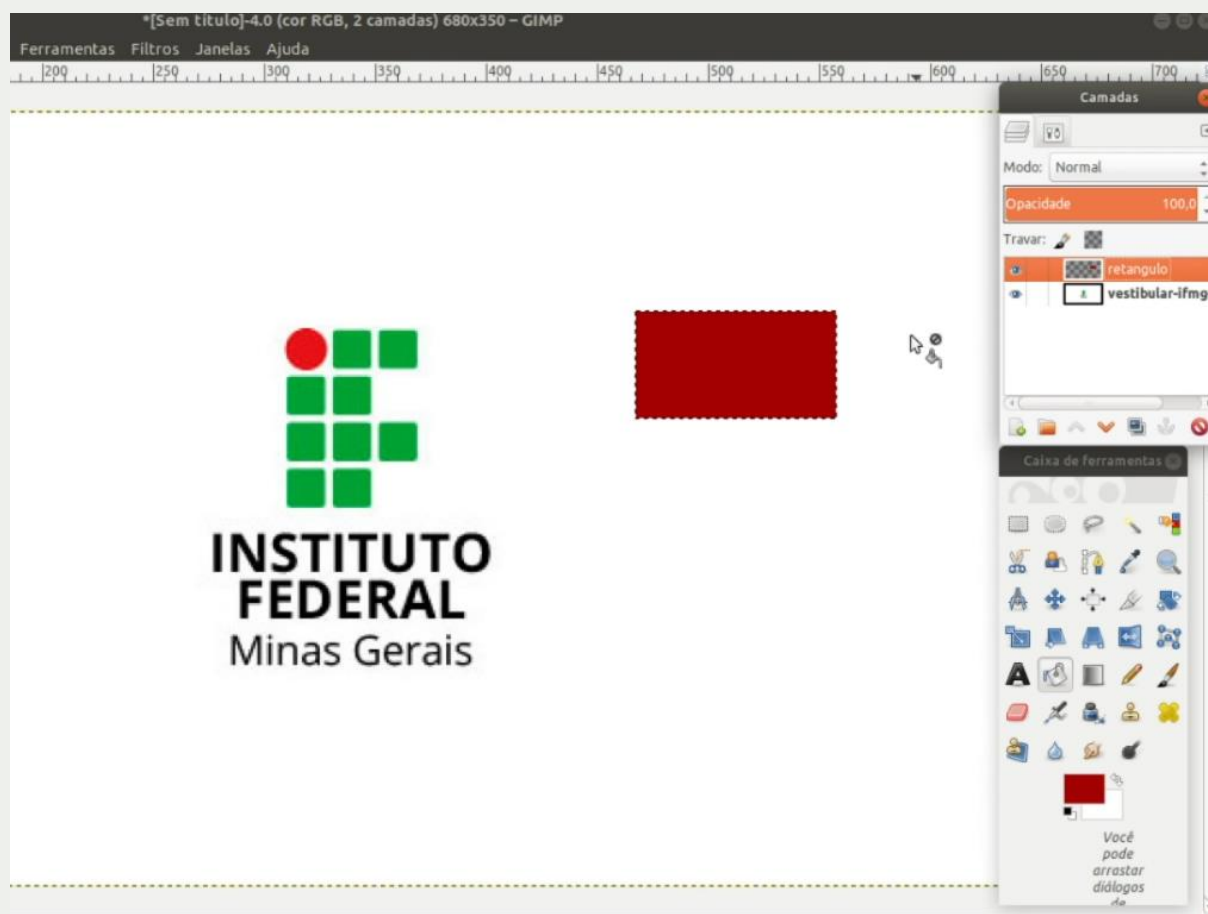 *[Sem título]-4.0 (cor RGB, 2 camadas) 680x350 – GIMP
Ferramentas Filtros Janelas Ajuda
200 250 300 350 400 450 500 550 600 650 700
Camadas
Modo: Normal
Opacidade 100,0
Travar:
retangulo
vestibular-ifmg
INSTITUTO
FEDERAL
Minas Gerais
Caixa de ferramentas
A
Você
pode
arrastar
diálogos
de